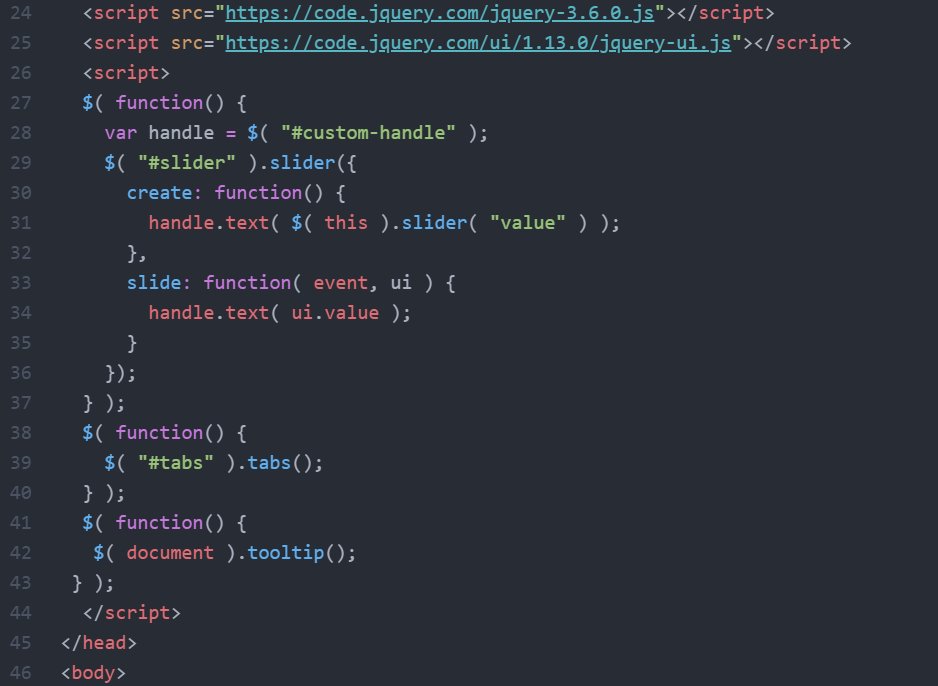 24 <script src="https://code.jquery.com/jquery-3.6.0.js"></script>
25 <script src="https://code.jquery.com/ui/1.13.0/jquery-ui.js"></script>
26 <script>
27 $( function() {
28 var handle = $( "#custom-handle" );
29 $( "#slider" ).slider({
30 create: function() {
31 handle.text( $( this ).slider( "value" ) );
32 },
33 slide: function( event, ui ) {
34 handle.text( ui.value );
35 }
36 });
37 } );
38 $( function() {
39 $( "#tabs" ).tabs();
40 } );
41 $( function() {
42 $( document ).tooltip();
43 } );
44 </script>
45 </head>
46 <body>